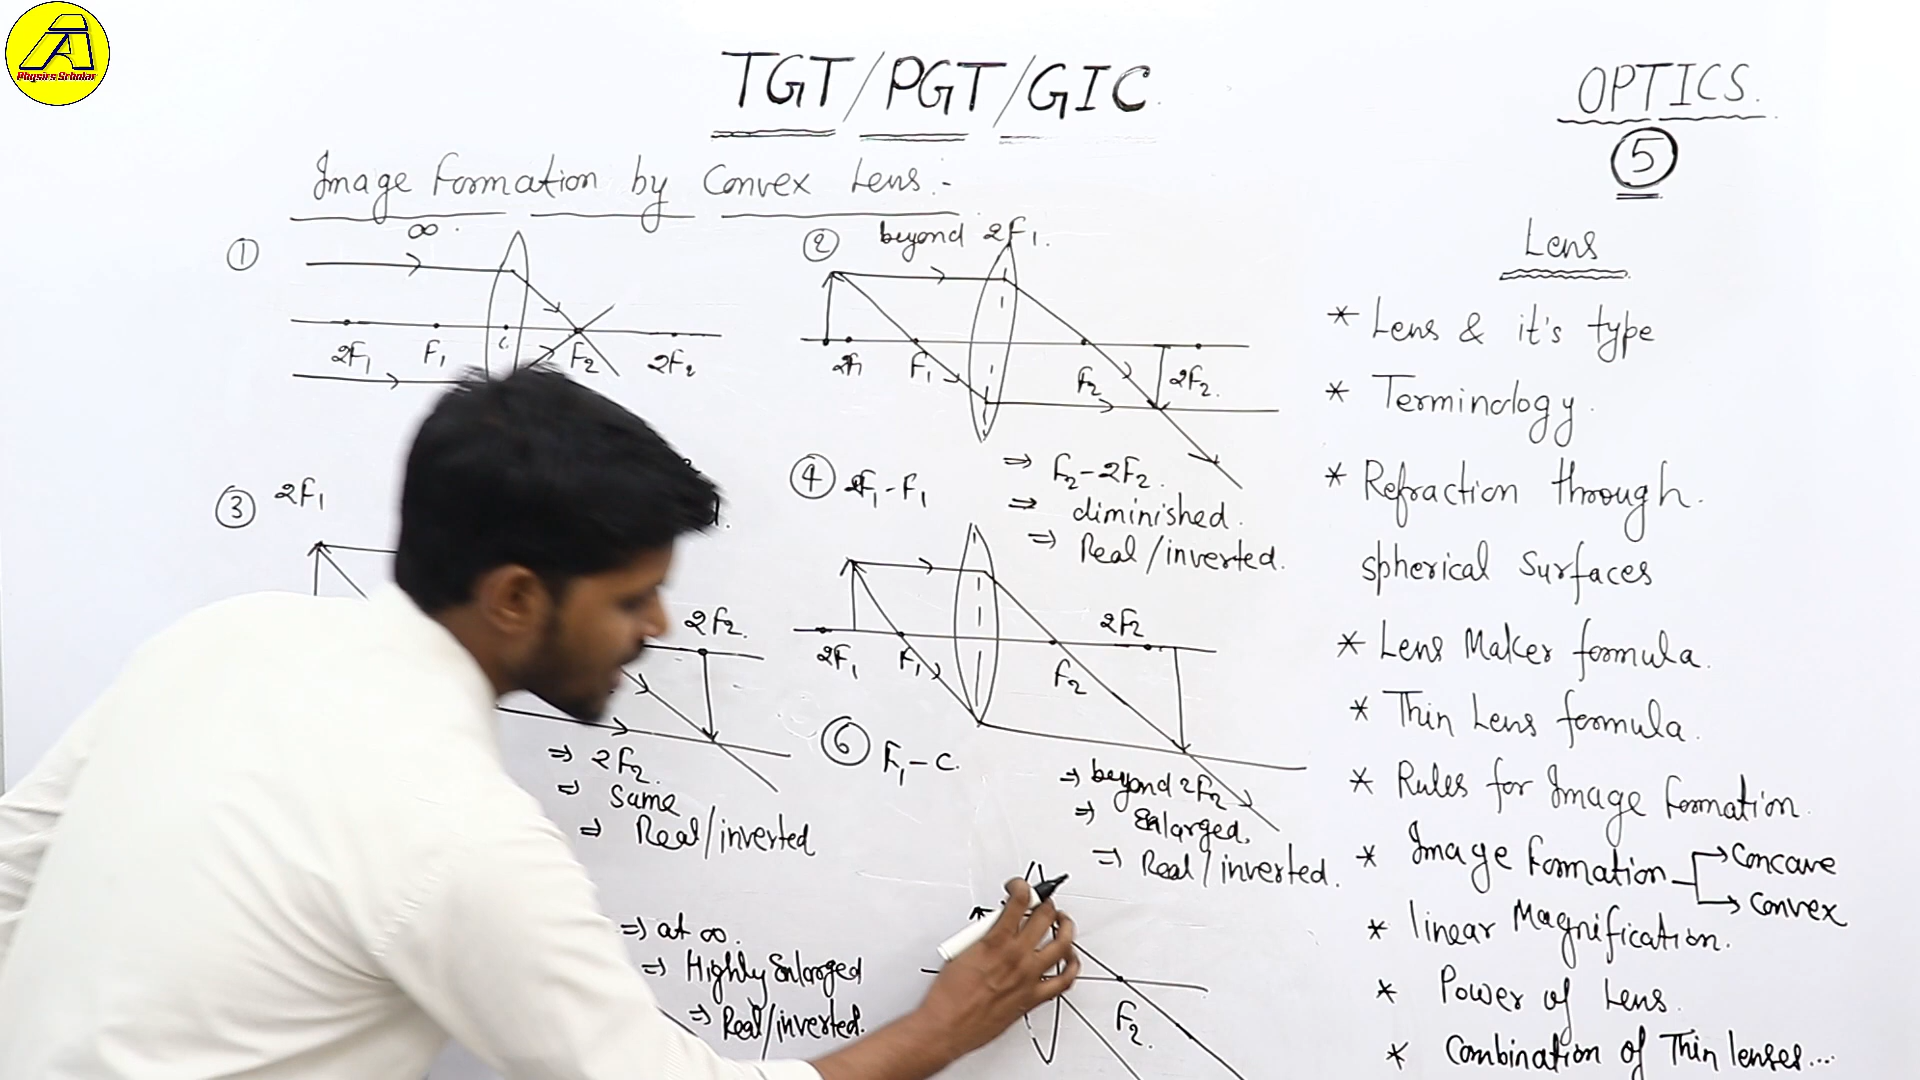 Physics Scholar
TGT/PGT/GIC
OPTICS.
5
Image Formation by Convex Lens:-
1
∞
2F₁
F₁
C
F₂
2F₂
2
beyond 2F₁.
2F₁
F₁
F₂
2F₂.
⇒ F₂-2F₂.
⇒ diminished.
⇒ Real/inverted.
3
2F₁
2F₂.
⇒ 2F₂.
⇒ Same
⇒ Real/inverted
4
2F₁-F₁
2F₁
F₁
F₂
2F₂
⇒ beyond 2F₂
⇒ Enlarged.
⇒ Real/inverted.
⇒ at ∞.
⇒ Highly Enlarged
⇒ Real/inverted.
6
F₁-C.
F₂.
Lens
* Lens & it's type
* Terminology.
* Refraction through.
spherical Surfaces
* Lens Maker formula.
* Thin Lens formula.
* Rules for Image formation.
* Image formation → Concave
→ Convex
* linear Magnification.
* Power of Lens.
* Combination of Thin lenses...